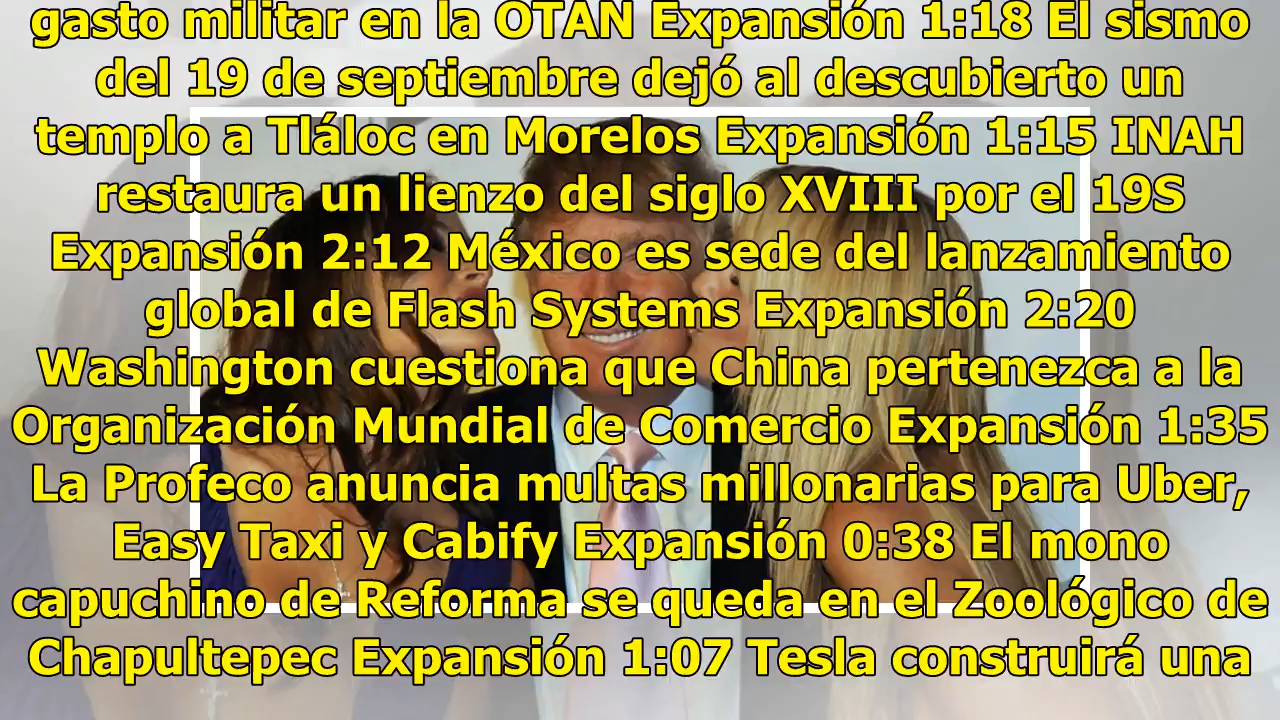 gasto militar en la OTAN Expansión 1:18 El sismo
del 19 de septiembre dejó al descubierto un
templo a Tláloc en Morelos Expansión 1:15 INAH
restaura un lienzo del siglo XVIII por el 19S
Expansión 2:12 México es sede del lanzamiento
global de Flash Systems Expansión 2:20
Washington cuestiona que China pertenezca a la
Organización Mundial de Comercio Expansión 1:35
La Profeco anuncia multas millonarias para Uber,
Easy Taxi y Cabify Expansión 0:38 El mono
capuchino de Reforma se queda en el Zoológico de
Chapultepec Expansión 1:07 Tesla construirá una